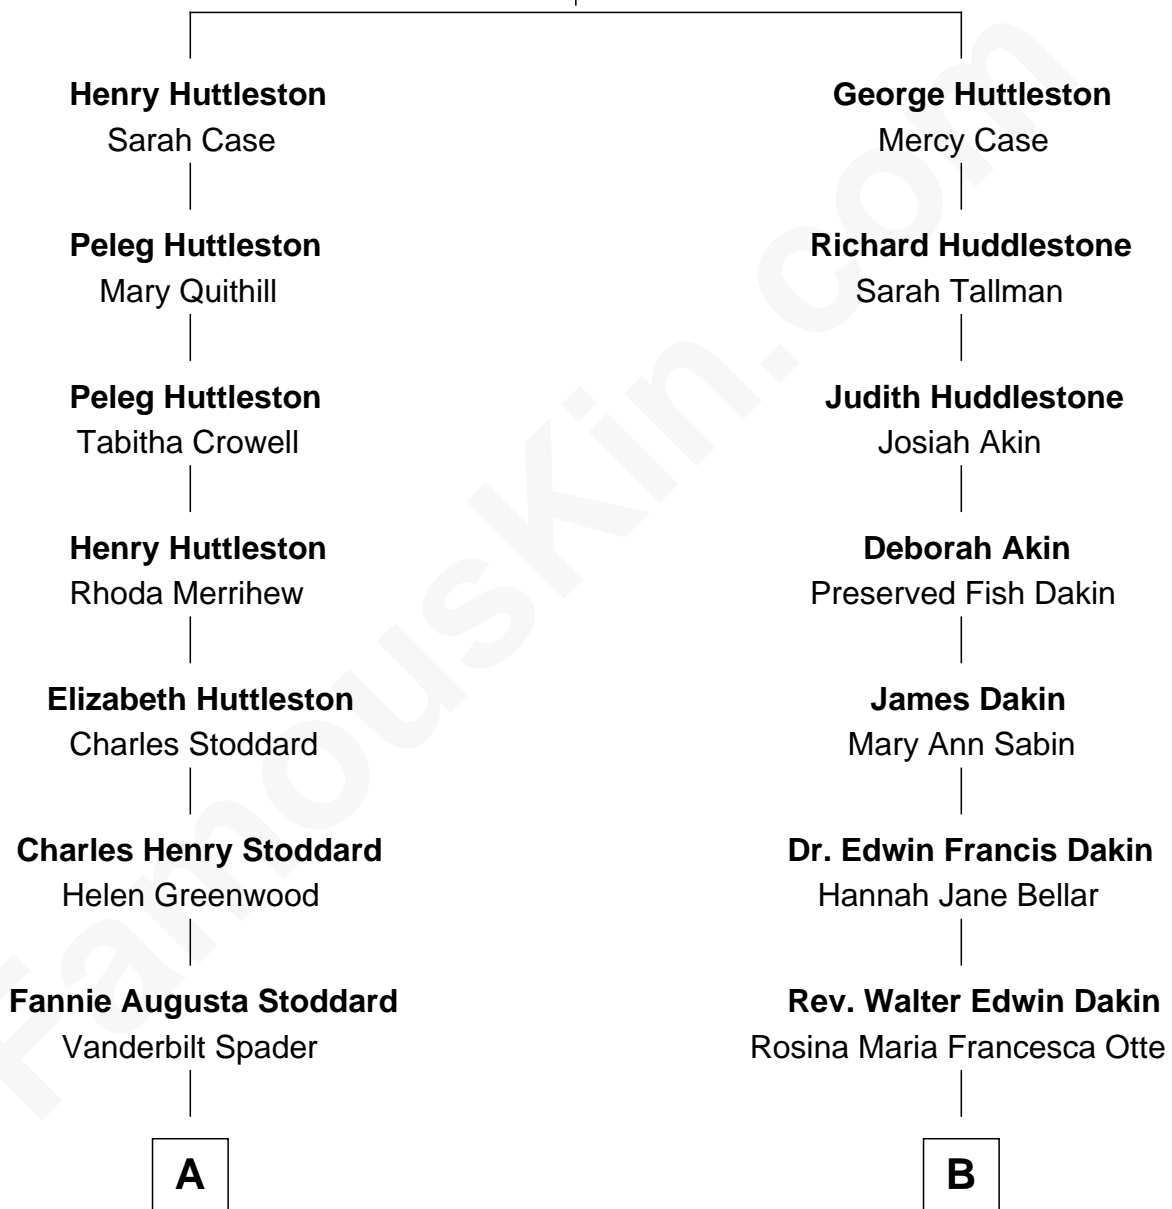 Henry Huttleston
Sarah Case
Peleg Huttleston
Mary Quithill
Peleg Huttleston
Tabitha Crowell
Henry Huttleston
Rhoda Merrihew
Elizabeth Huttleston
Charles Stoddard
Charles Henry Stoddard
Helen Greenwood
Fannie Augusta Stoddard
Vanderbilt Spader
A
George Huttleston
Mercy Case
Richard Huddlestone
Sarah Tallman
Judith Huddlestone
Josiah Akin
Deborah Akin
Preserved Fish Dakin
James Dakin
Mary Ann Sabin
Dr. Edwin Francis Dakin
Hannah Jane Bellar
Rev. Walter Edwin Dakin
Rosina Maria Francesca Otte
B
FamousKin.com